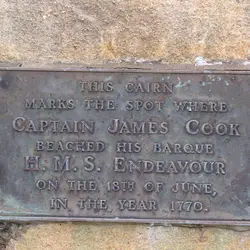 THIS CAIRN
MARKS THE SPOT WHERE
CAPTAIN JAMES COOK
BEACHED HIS BARQUE
H.M.S. ENDEAVOUR
ON THE 18TH OF JUNE,
IN THE YEAR 1770.